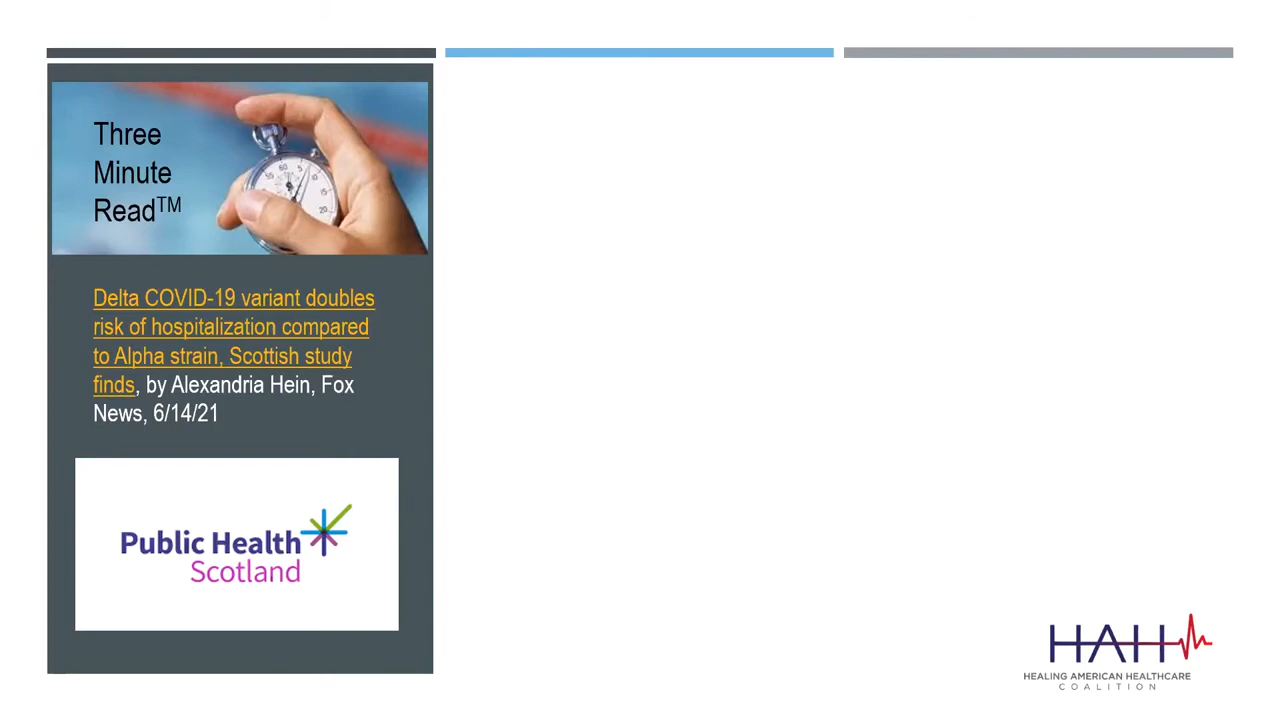 Three
Minute
Read™
Delta COVID-19 variant doubles
risk of hospitalization compared
to Alpha strain, Scottish study
finds, by Alexandria Hein, Fox
News, 6/14/21
Public Health
Scotland
HAH
HEALING AMERICAN HEALTHCARE
COALITION